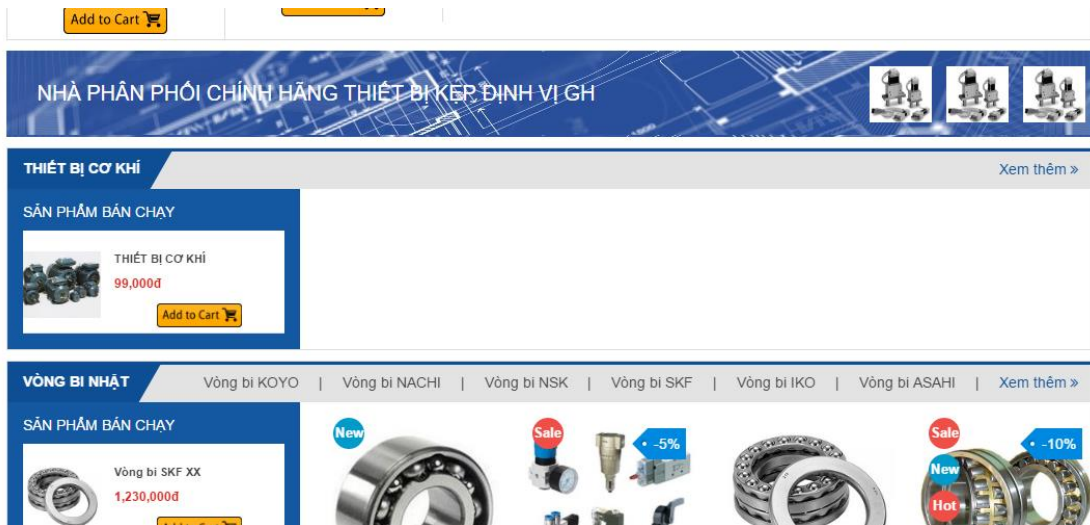 Add to Cart
NHÀ PHÂN PHỐI CHÍNH HÃNG THIẾT BỊ KẸP ĐỊNH VỊ GH
THIẾT BỊ CƠ KHÍ
Xem thêm »
SẢN PHẨM BÁN CHẠY
THIẾT BỊ CƠ KHÍ
99,000đ
Add to Cart
VÒNG BI NHẬT
Vòng bi KOYO | Vòng bi NACHI | Vòng bi NSK | Vòng bi SKF | Vòng bi IKO | Vòng bi ASAHI | Xem thêm »
SẢN PHẨM BÁN CHẠY
Vòng bi SKF XX
1,230,000đ
New
Sale
-5%
Sale
-10%
New
Hot